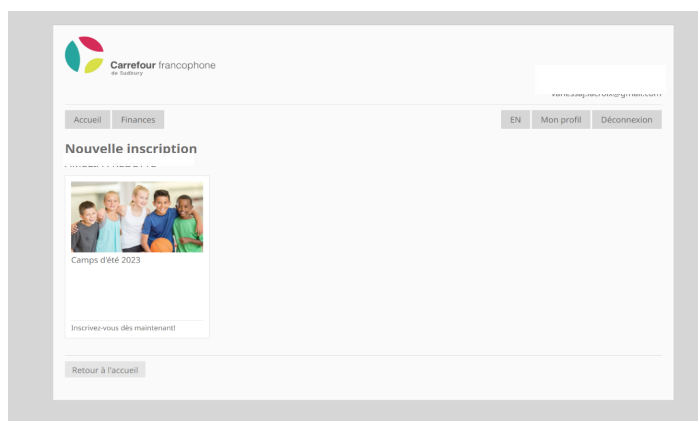 Carrefour francophone
de Sudbury
Accueil
Finances
EN
Mon profil
Déconnexion
Nouvelle inscription
Camps d'été 2023
Inscrivez-vous dès maintenant!
Retour à l'accueil